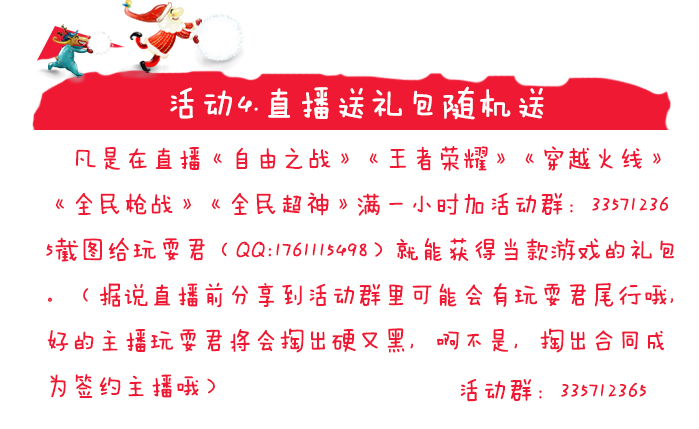 活动4.直播送礼包随机送
凡是在直播《自由之战》《王者荣耀》《穿越火线》
《全民枪战》《全民超神》满一小时加活动群：33571236
5截图给玩耍君（QQ:1761115498）就能获得当款游戏的礼包
。（据说直播前分享到活动群里可能会有玩耍君尾行哦,
好的主播玩耍君将会掏出硬又黑，啊不是，掏出合同成
为签约主播哦）
活动群：335712365